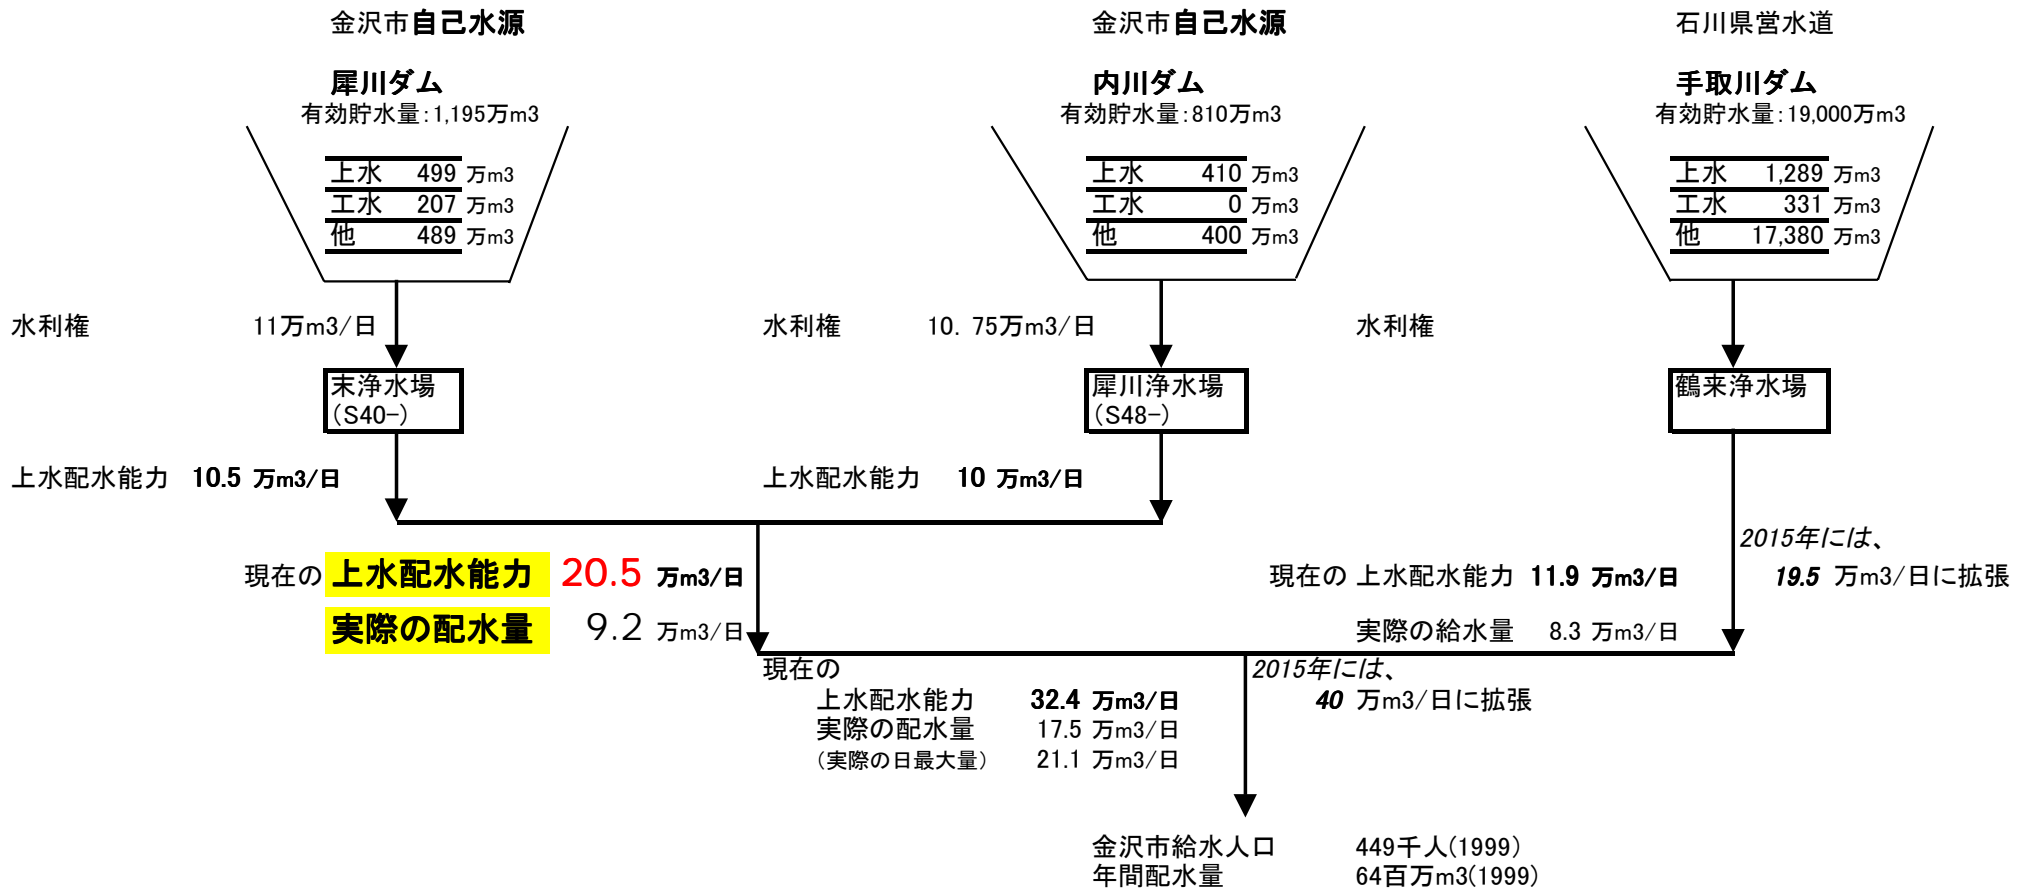 金沢市自己水源 金沢市自己水源 石川県営水道
犀川ダム 内川ダム 手取川ダム
有効貯水量：1,195万m3 有効貯水量：810万m3 有効貯水量：19,000万m3
上水 499 万m3 上水 410 万m3 上水 1,289 万m3
工水 207 万m3 工水 0 万m3 工水 331 万m3
他 489 万m3 他 400 万m3 他 17,380 万m3
水利権 11万m3/日 水利権 10．75万m3/日 水利権
末浄水場 犀川浄水場 鶴来浄水場
（S40-） （S48-）
上水配水能力 10.5 万m3/日 上水配水能力 10 万m3/日
2015年には、
現在の 上水配水能力 20.5 万m3/日 現在の 上水配水能力 11.9 万m3/日 19.5 万m3/日に拡張
実際の配水量 9.2 万m3/日 実際の給水量 8.3 万m3/日
現在の 2015年には、
上水配水能力 32.4 万m3/日 40 万m3/日に拡張
実際の配水量 17.5 万m3/日
（実際の日最大量） 21.1 万m3/日
金沢市給水人口 449千人(1999)
年間配水量 64百万m3(1999)